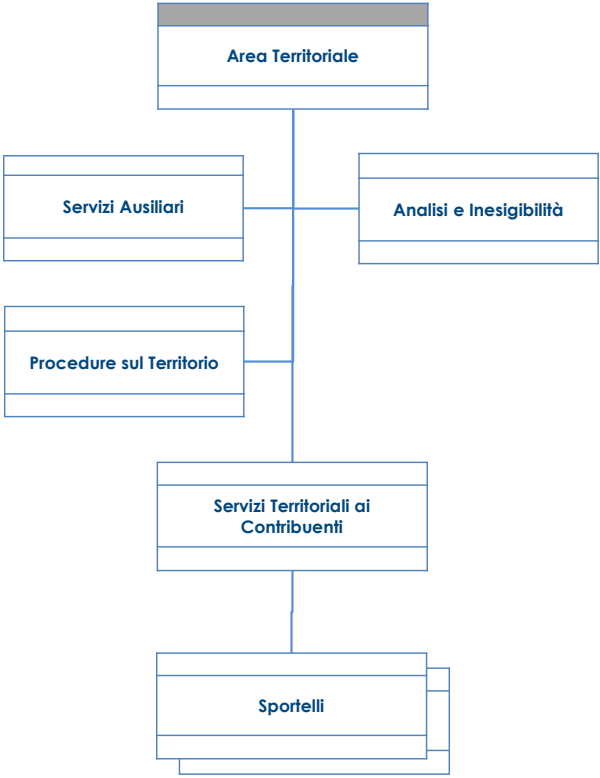 Area Territoriale
Servizi Ausiliari
Analisi e Inesigibilità
Procedure sul Territorio
Servizi Territoriali ai
Contribuenti
Sportelli